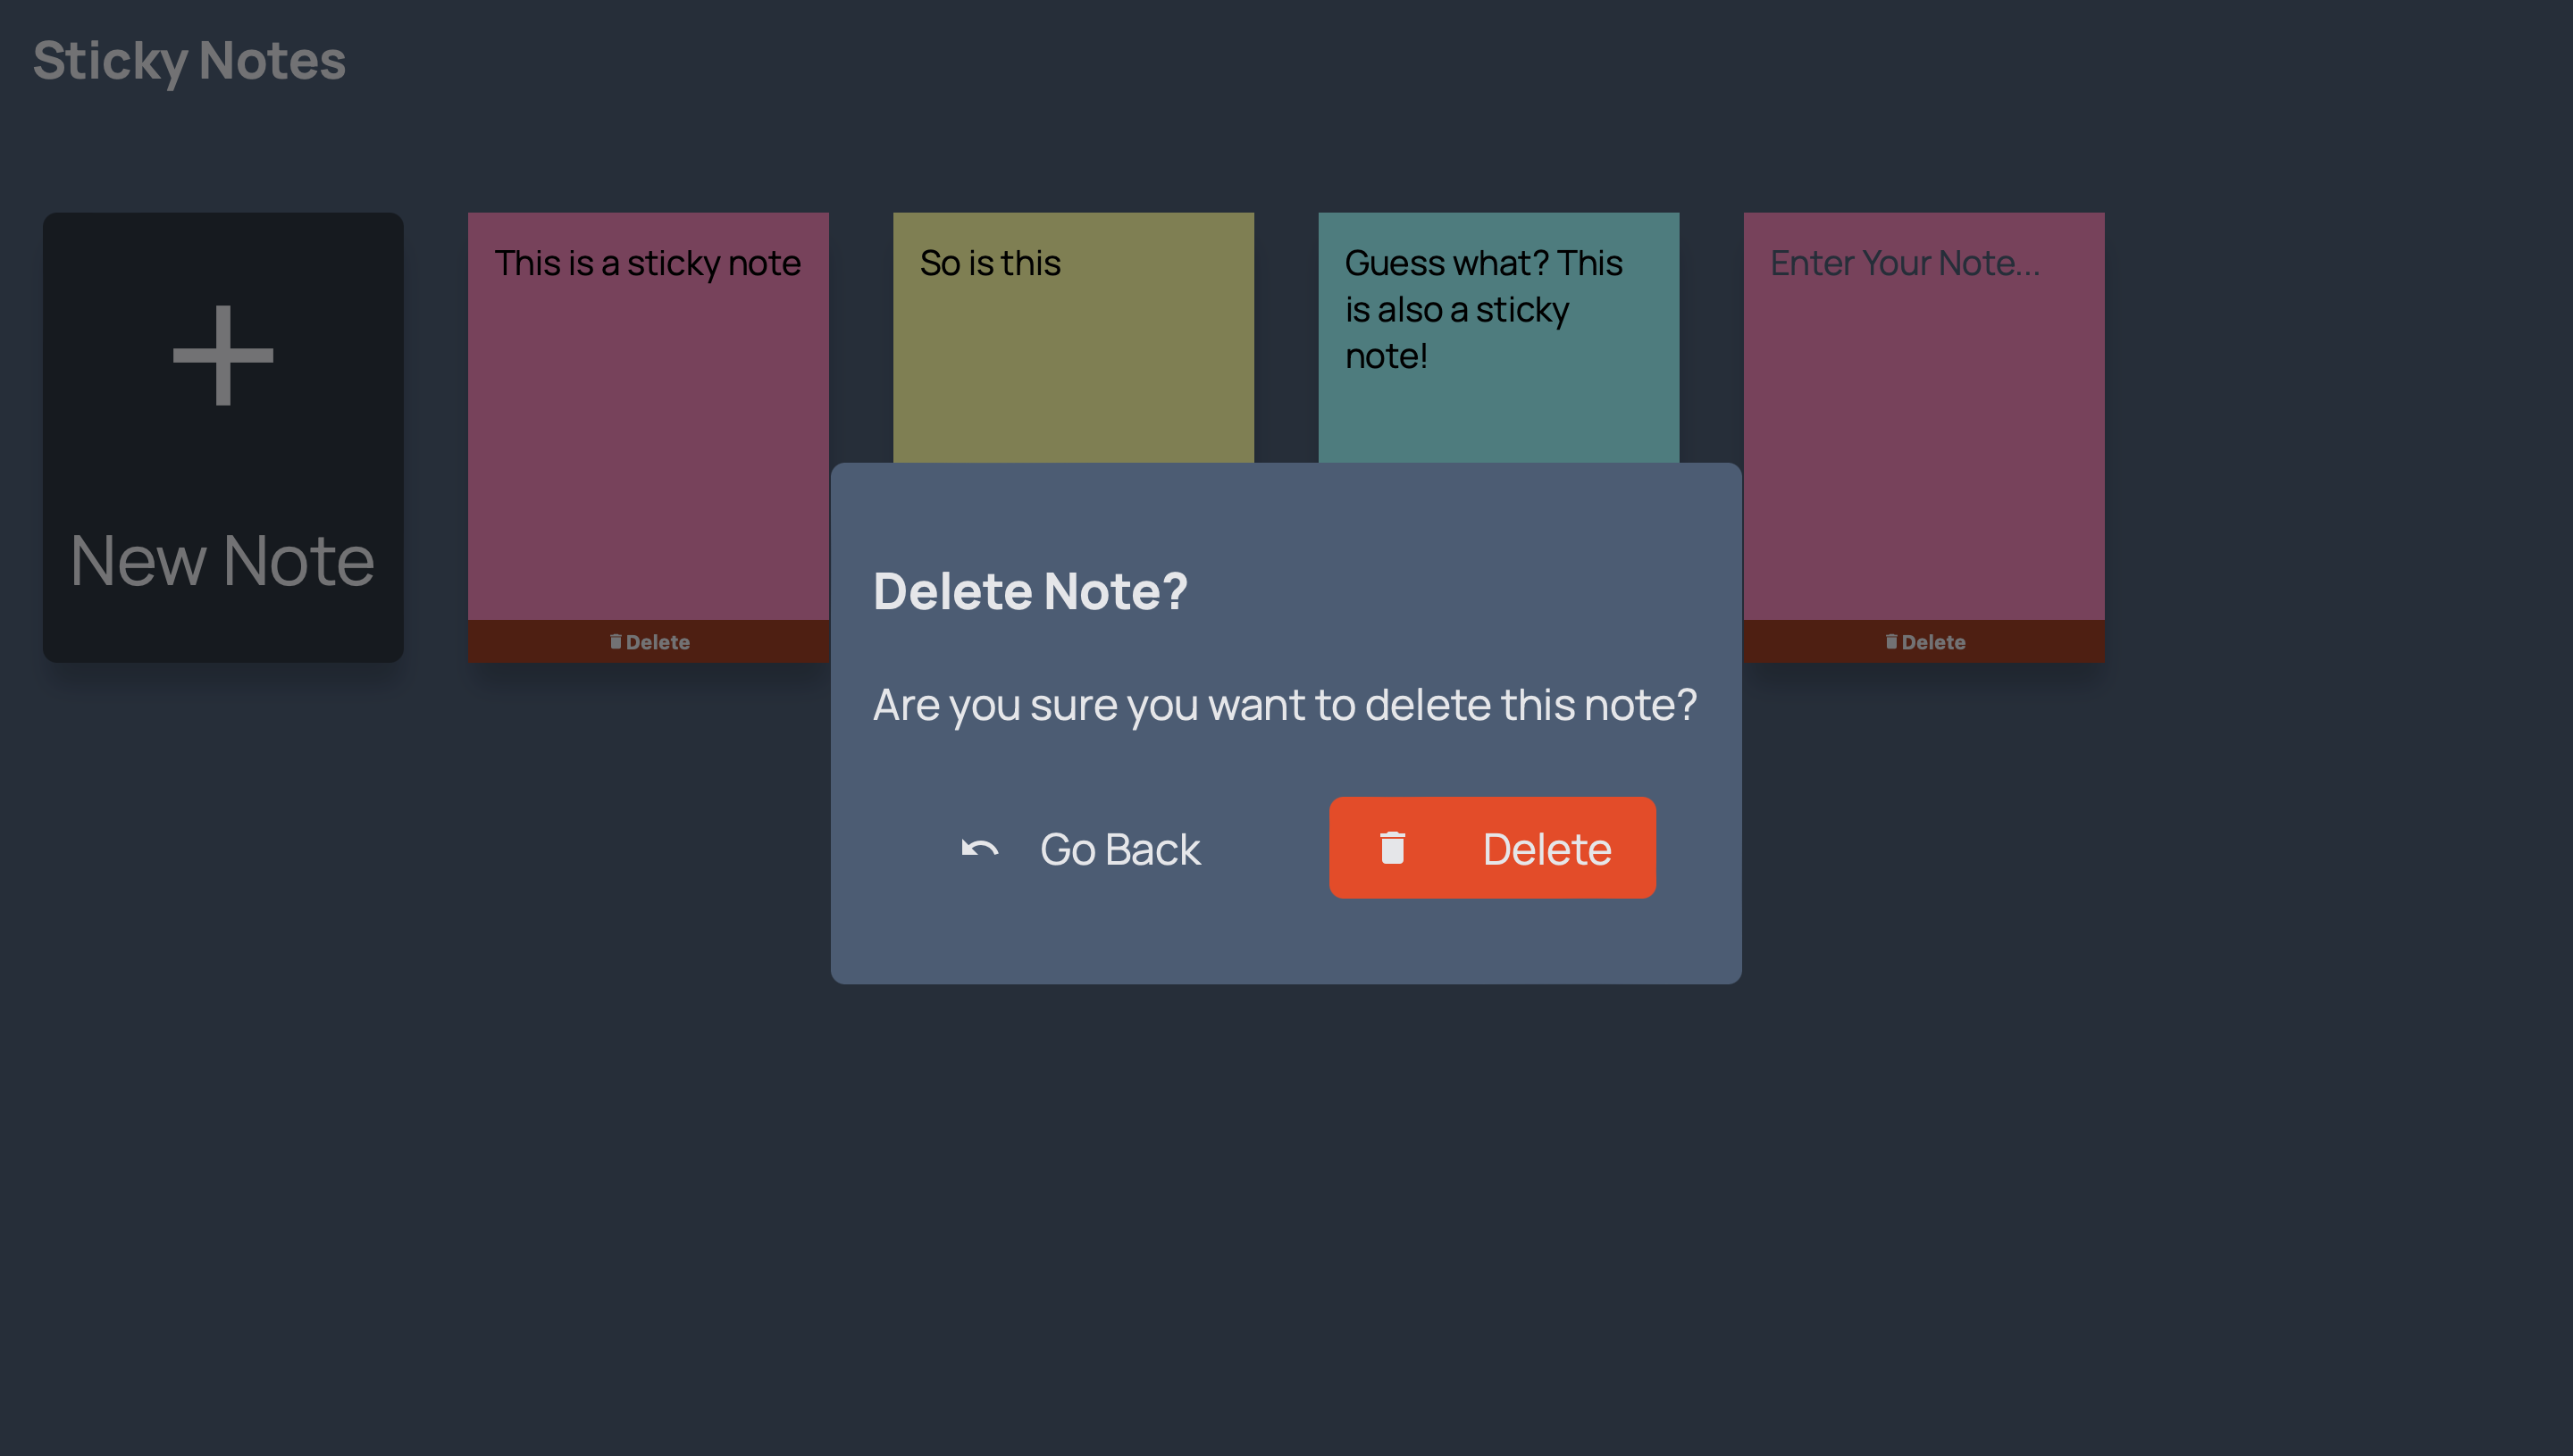 Sticky Notes
New Note
This is a sticky note
Delete
So is this
Guess what? This
is also a sticky
note!
Enter Your Note...
Delete
Delete Note?
Are you sure you want to delete this note?
Go Back
Delete